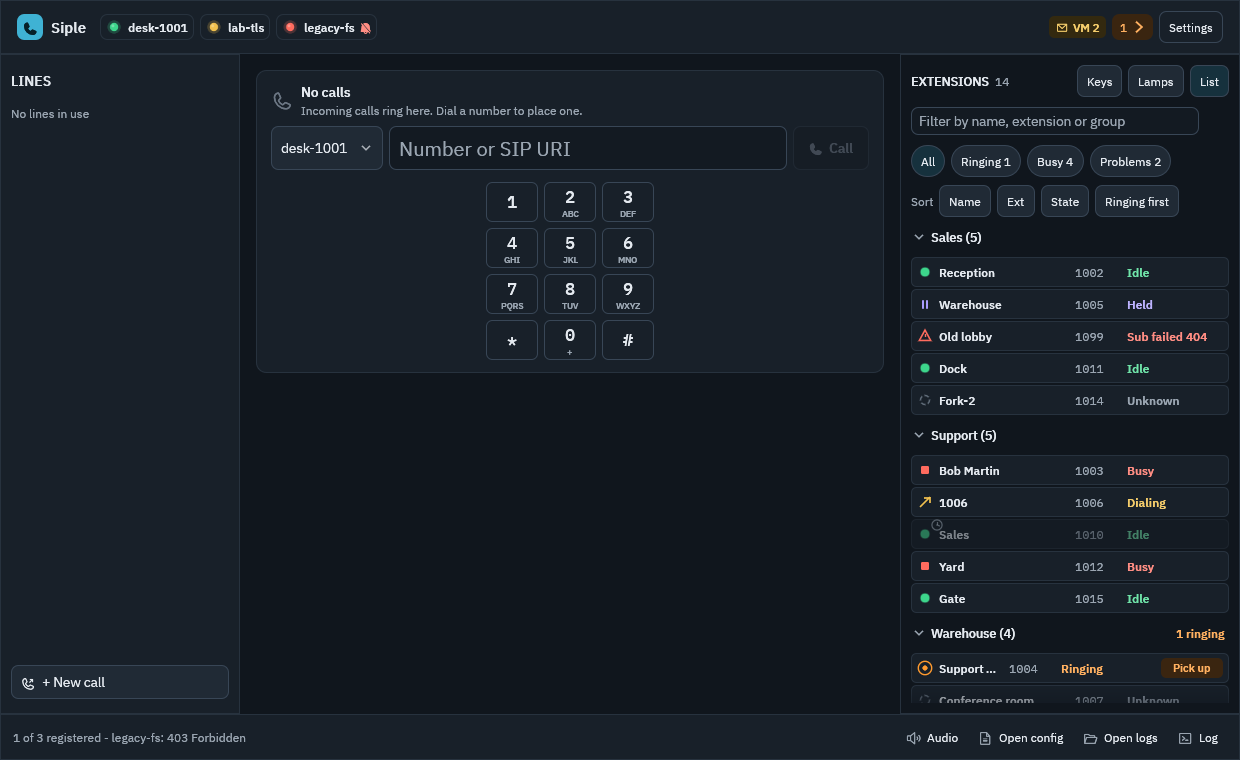 Siple
desk-1001
lab-tls
legacy-fs
VM 2
1
Settings
LINES
No lines in use
+ New call
No calls
Incoming calls ring here. Dial a number to place one.
desk-1001
Number or SIP URI
Call
1
2
3
ABC
DEF
4
5
6
GHI
JKL
MNO
7
8
9
PQRS
TUV
WXYZ
*
0
#
+
EXTENSIONS 14
Keys
Lamps
List
Filter by name, extension or group
All
Ringing 1
Busy 4
Problems 2
Sort
Name
Ext
State
Ringing first
Sales (5)
Reception 1002 Idle
Warehouse 1005 Held
Old lobby 1099 Sub failed 404
Dock 1011 Idle
Fork-2 1014 Unknown
Support (5)
Bob Martin 1003 Busy
1006 1006 Dialing
Sales 1010 Idle
Yard 1012 Busy
Gate 1015 Idle
Warehouse (4) 1 ringing
Support ... 1004 Ringing Pick up
Conference room 1007 Unknown
1 of 3 registered - legacy-fs: 403 Forbidden
Audio
Open config
Open logs
Log